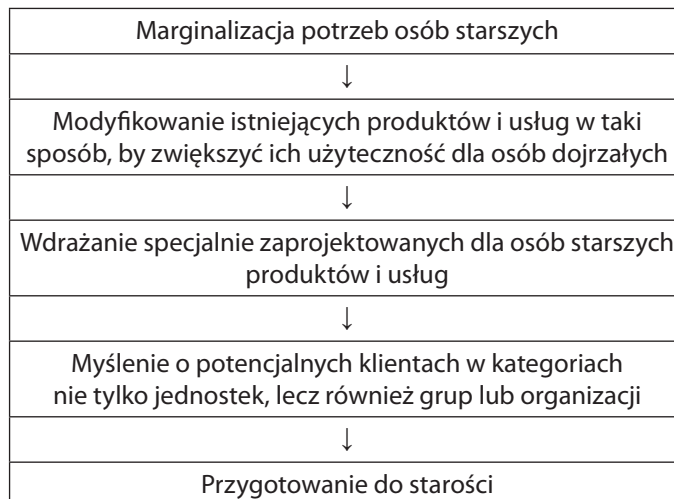 Marginalizacja potrzeb osób starszych
↓
Modyfikowanie istniejących produktów i usług w taki
sposób, by zwiększyć ich użyteczność dla osób dojrzałych
↓
Wdrażanie specjalnie zaprojektowanych dla osób starszych
produktów i usług
↓
Myślenie o potencjalnych klientach w kategoriach
nie tylko jednostek, lecz również grup lub organizacji
↓
Przygotowanie do starości